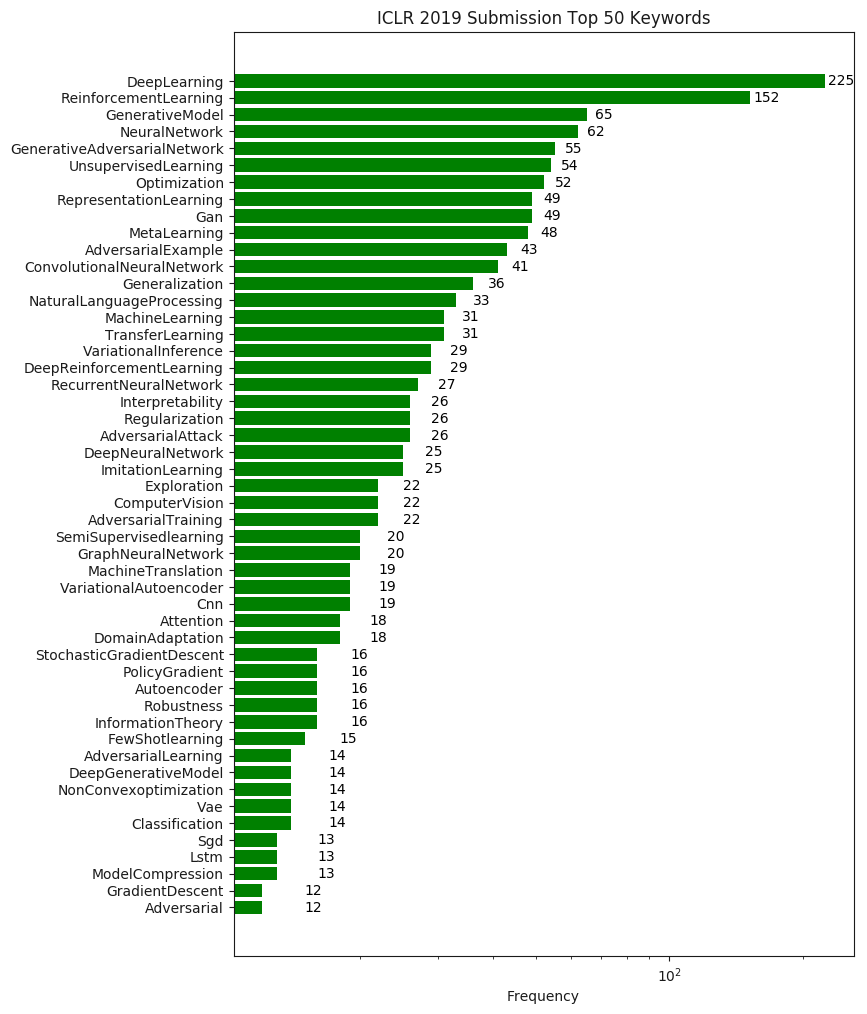 ICLR 2019 Submission Top 50 Keywords
DeepLearning 225
ReinforcementLearning 152
GenerativeModel 65
NeuralNetwork 62
GenerativeAdversarialNetwork 55
UnsupervisedLearning 54
Optimization 52
RepresentationLearning 49
Gan 49
MetaLearning 48
AdversarialExample 43
ConvolutionalNeuralNetwork 41
Generalization 36
NaturalLanguageProcessing 33
MachineLearning 31
TransferLearning 31
VariationalInference 29
DeepReinforcementLearning 29
RecurrentNeuralNetwork 27
Interpretability 26
Regularization 26
AdversarialAttack 26
DeepNeuralNetwork 25
ImitationLearning 25
Exploration 22
ComputerVision 22
AdversarialTraining 22
SemiSupervisedlearning 20
GraphNeuralNetwork 20
MachineTranslation 19
VariationalAutoencoder 19
Cnn 19
Attention 18
DomainAdaptation 18
StochasticGradientDescent 16
PolicyGradient 16
Autoencoder 16
Robustness 16
InformationTheory 16
FewShotlearning 15
AdversarialLearning 14
DeepGenerativeModel 14
NonConvexoptimization 14
Vae 14
Classification 14
Sgd 13
Lstm 13
ModelCompression 13
GradientDescent 12
Adversarial 12
10²
Frequency